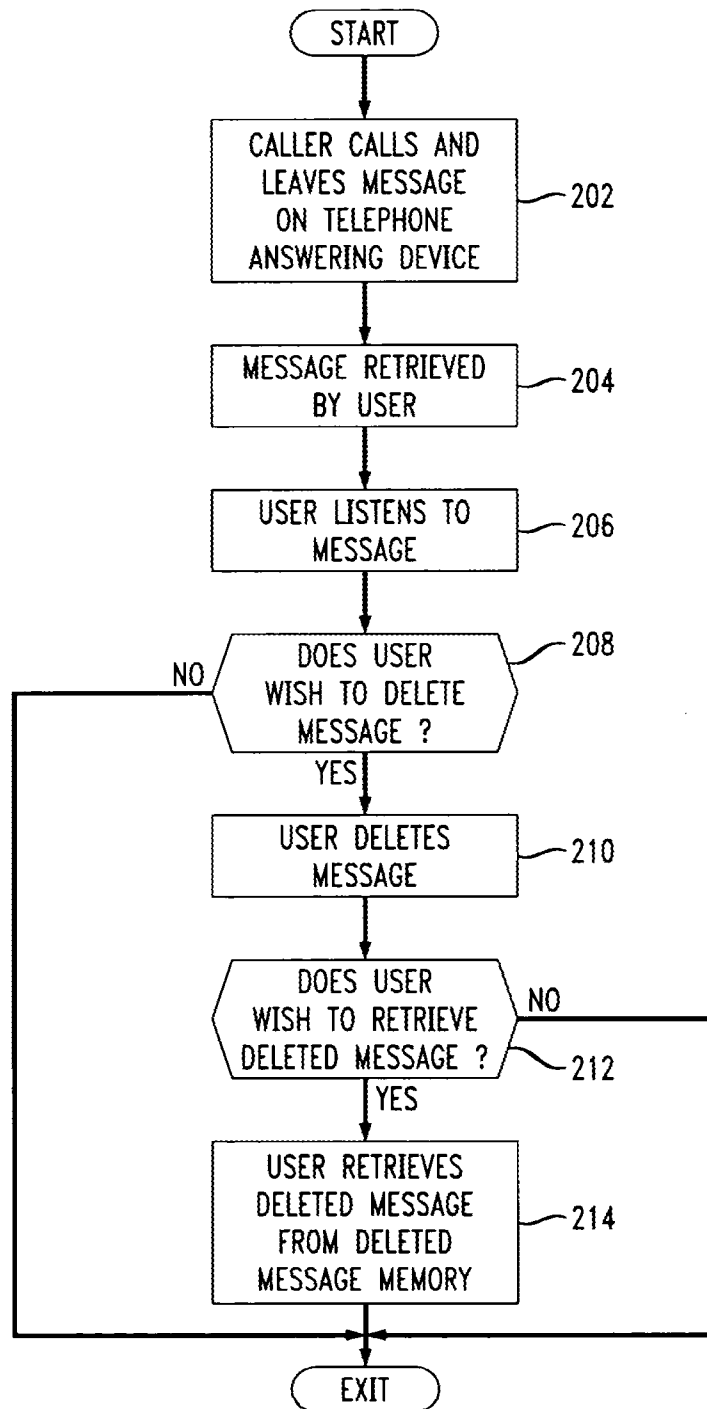 START
CALLER CALLS AND
LEAVES MESSAGE
ON TELEPHONE
ANSWERING DEVICE
202
MESSAGE RETRIEVED
BY USER
204
USER LISTENS TO
MESSAGE
206
DOES USER
WISH TO DELETE
MESSAGE ?
208
NO
YES
USER DELETES
MESSAGE
210
DOES USER
WISH TO RETRIEVE
DELETED MESSAGE ?
NO
212
YES
USER RETRIEVES
DELETED MESSAGE
FROM DELETED
MESSAGE MEMORY
214
EXIT